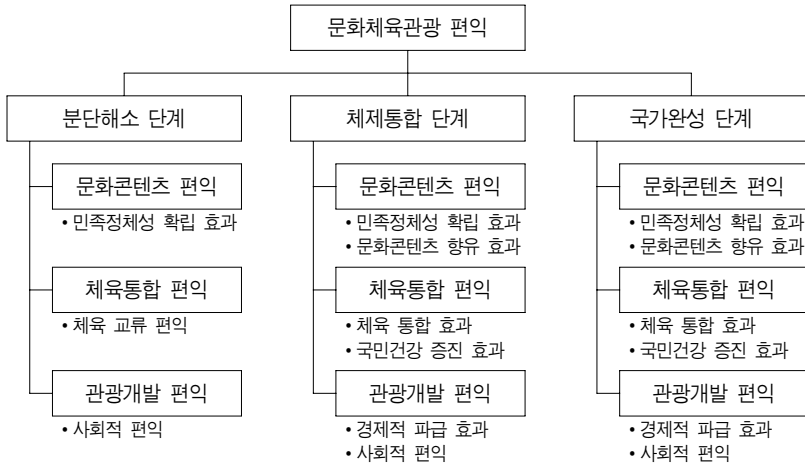 문화체육관광 편익
분단해소 단계
문화콘텐츠 편익
• 민족정체성 확립 효과
체육통합 편익
• 체육 교류 편익
관광개발 편익
• 사회적 편익
체제통합 단계
문화콘텐츠 편익
• 민족정체성 확립 효과
• 문화콘텐츠 향유 효과
체육통합 편익
• 체육 통합 효과
• 국민건강 증진 효과
관광개발 편익
• 경제적 파급 효과
• 사회적 편익
국가완성 단계
문화콘텐츠 편익
• 민족정체성 확립 효과
• 문화콘텐츠 향유 효과
체육통합 편익
• 체육 통합 효과
• 국민건강 증진 효과
관광개발 편익
• 경제적 파급 효과
• 사회적 편익